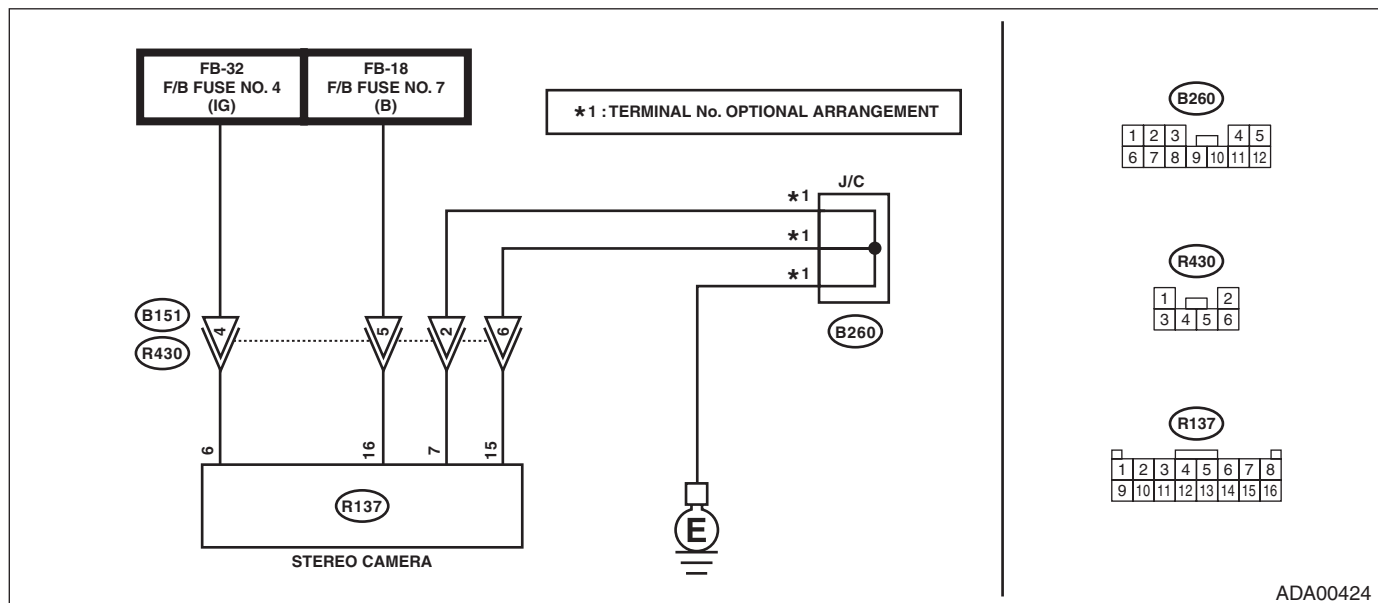 FB-32
F/B FUSE NO. 4
(IG)
FB-18
F/B FUSE NO. 7
(B)
*1 : TERMINAL No. OPTIONAL ARRANGEMENT
J/C
*1
*1
*1
B260
B151
R430
4
5
2
6
6
16
7
15
R137
STEREO CAMERA
E
B260
1 2 3 4 5
6 7 8 9 10 11 12
R430
1 2
3 4 5 6
R137
1 2 3 4 5 6 7 8
9 10 11 12 13 14 15 16
ADA00424